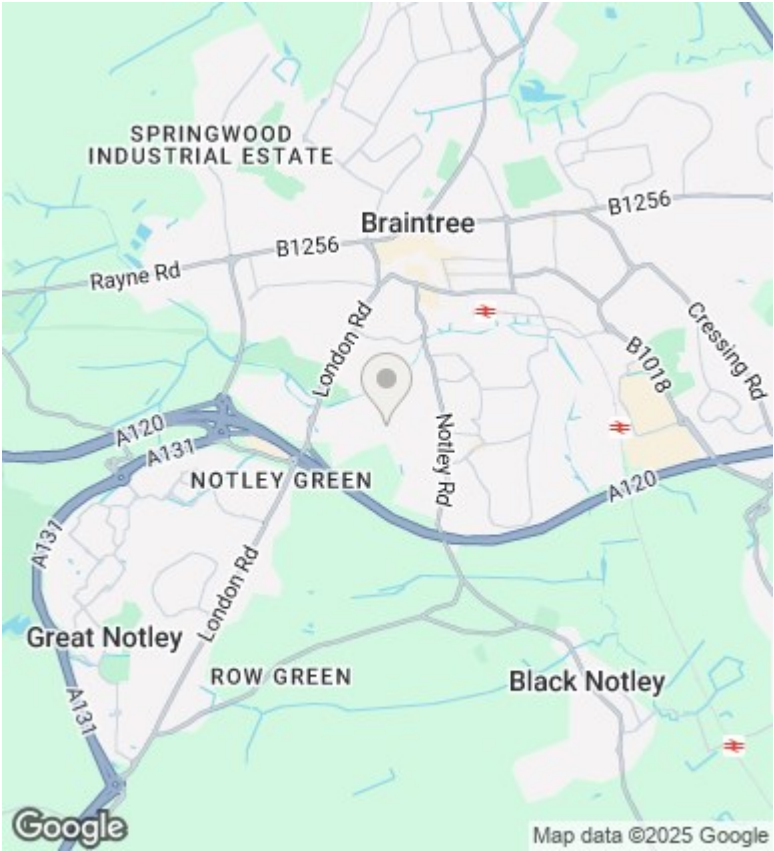 SPRINGWOOD
INDUSTRIAL ESTATE
Braintree
B1256
B1256
Rayne Rd
London Rd
Cressing Rd
B1018
A120
A131
Notley Rd
NOTLEY GREEN
A120
A131
London Rd
Great Notley
ROW GREEN
Black Notley
A131
Google
Map data ©2025 Google